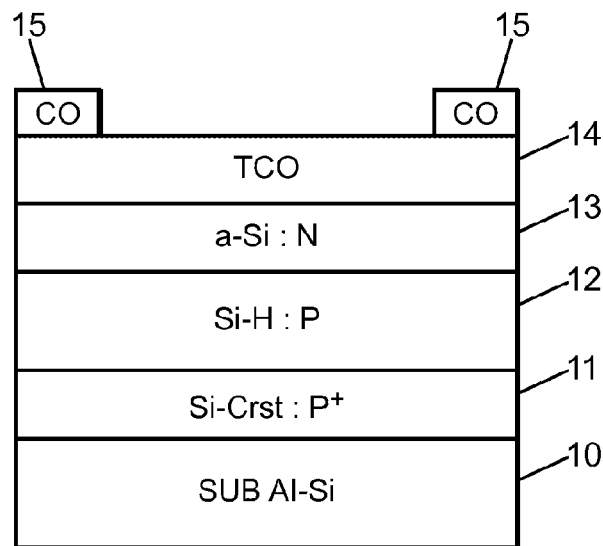 15 15
CO CO
14
TCO
13
a-Si : N
12
Si-H : P
11
Si-Crst : P⁺
10
SUB Al-Si